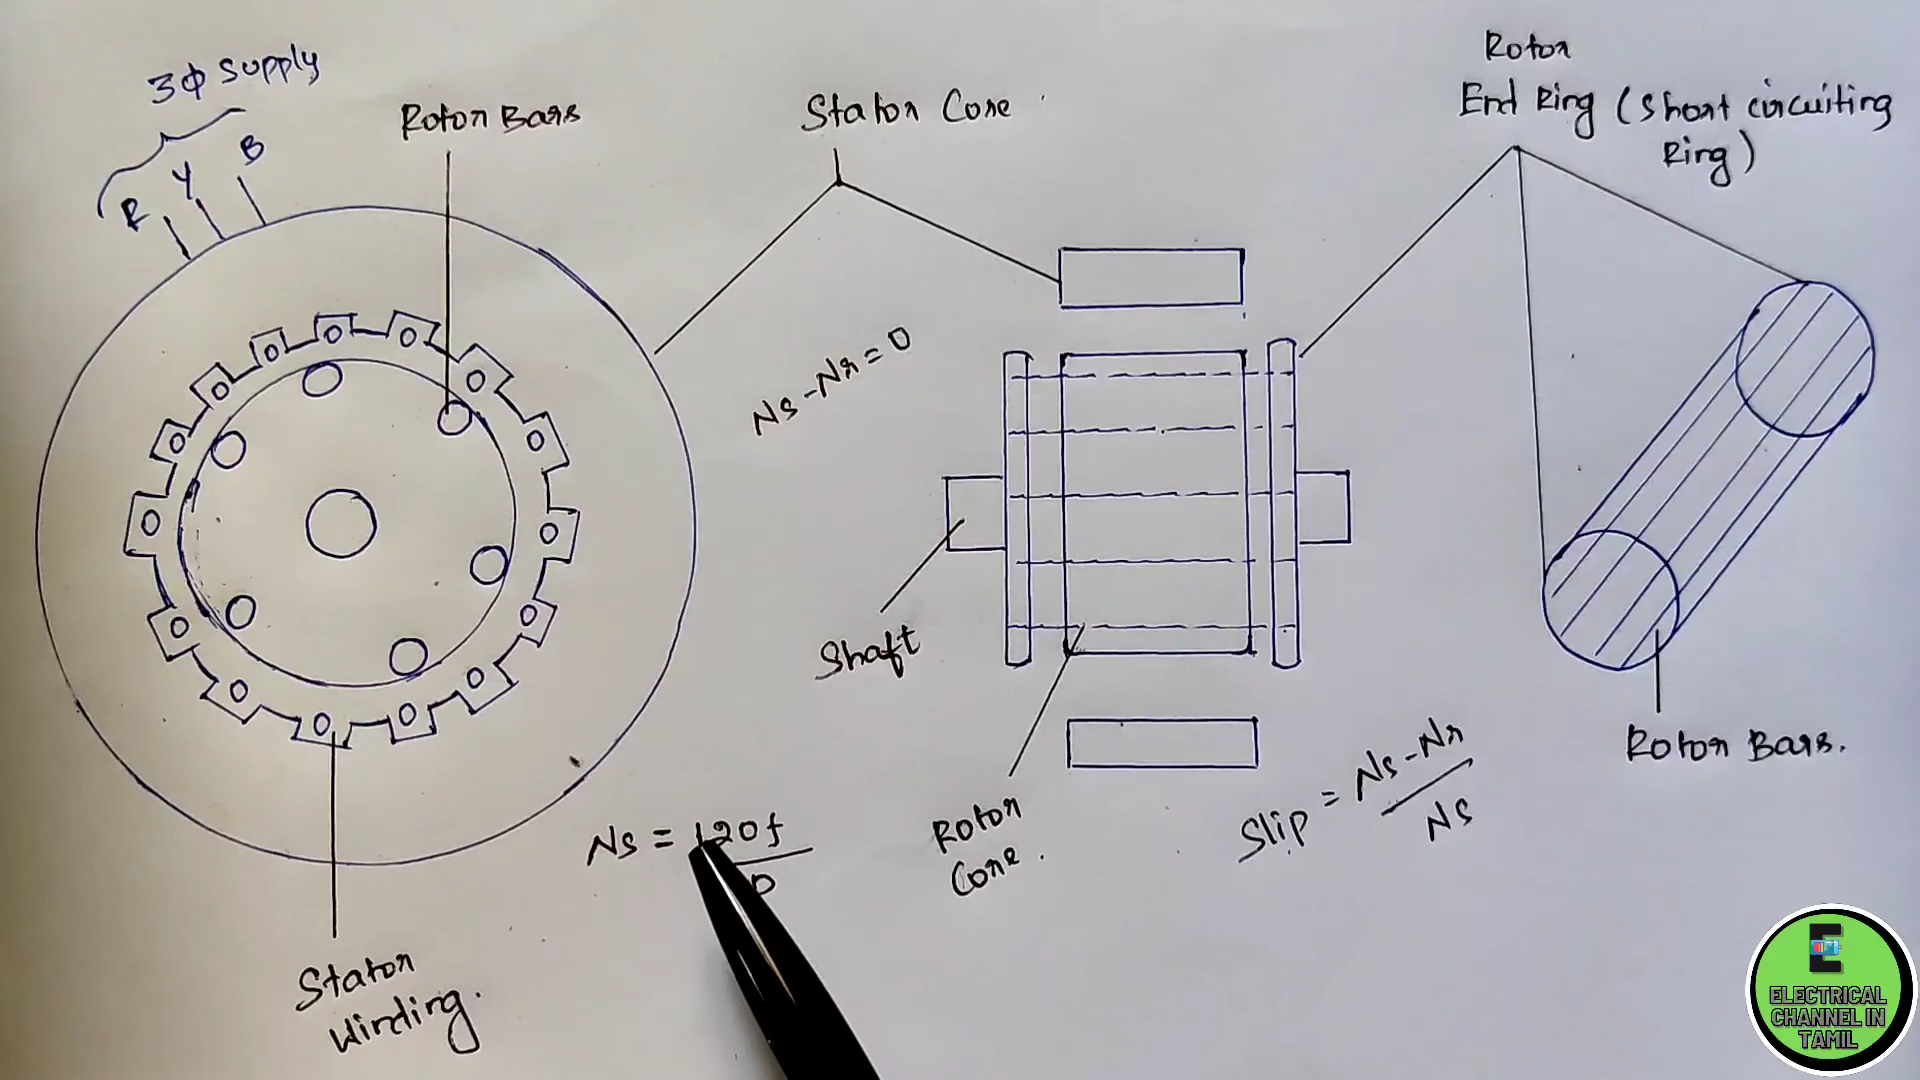 3φ supply
R Y B
Rotor Bars
Stator Core
Rotor
End Ring (Short circuiting
Ring)
Ns - Nr = 0
Shaft
Rotor
Core.
Ns = 120f
P
Slip = Ns - Nr
Ns
Rotor Bars.
Stator
Winding.
E
ELECTRICAL
CHANNEL IN
TAMIL